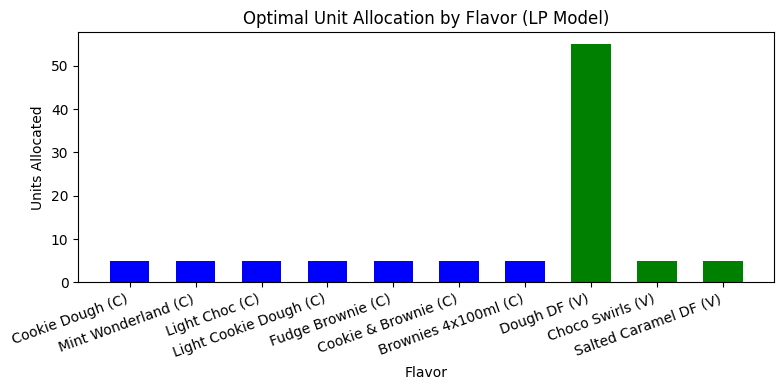 Optimal Unit Allocation by Flavor (LP Model)
Units Allocated
50
40
30
20
10
0
Cookie Dough (C)
Mint Wonderland (C)
Light Choc (C)
Light Cookie Dough (C)
Fudge Brownie (C)
Cookie & Brownie (C)
Brownies 4x100ml (C)
Dough DF (V)
Choco Swirls (V)
Salted Caramel DF (V)
Flavor